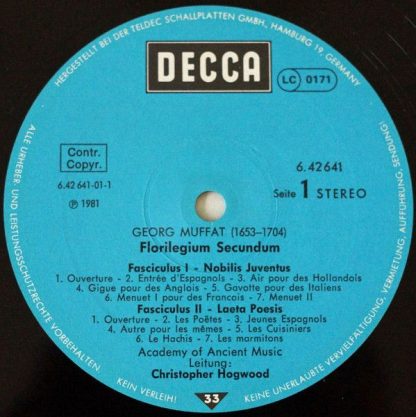 HERGESTELLT BEI DER TELDEC SCHALLPLATTEN GMBH, HAMBURG 19, GERMANY
DECCA
LC 0171
Contr.
Copyr.
6.42 641-01-1
Ⓟ 1981
6.42641
Seite 1 STEREO
GEORG MUFFAT (1653–1704)
Florilegium Secundum
Fasciculus I - Nobilis Juventus
1. Ouverture - 2. Entrée d'Espagnols - 3. Air pour des Hollandois
4. Gigue pour des Anglois - 5. Gavotte pour des Italiens
6. Menuet I pour des Francais - 7. Menuet II
Fasciculus II - Laeta Poesis
1. Ouverture - 2. Les Poëtes - 3. Jeunes Espagnols
4. Autre pour les mêmes - 5. Les Cuisiniers
6. Le Hachis - 7. Les marmitons
Academy of Ancient Music
Leitung:
Christopher Hogwood
33
ALLE URHEBER- UND LEISTUNGSSCHUTZRECHTE VORBEHALTEN
KEIN VERLEIH!
KEINE UNERLAUBTE VERVIELFÄLTIGUNG, VERMIETUNG, AUFFÜHRUNG, SENDUNG!